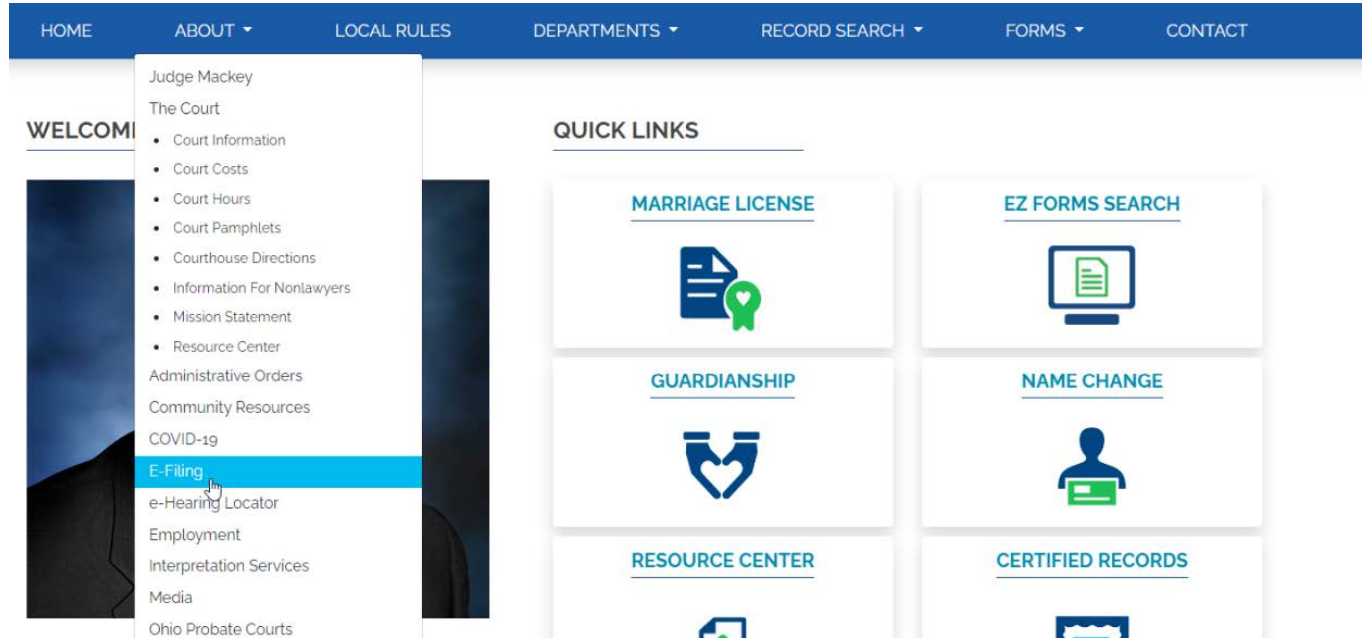 HOME ABOUT LOCAL RULES DEPARTMENTS RECORD SEARCH FORMS CONTACT
Judge Mackey
The Court
• Court Information
• Court Costs
• Court Hours
• Court Pamphlets
• Courthouse Directions
• Information For Nonlawyers
• Mission Statement
• Resource Center
Administrative Orders
Community Resources
COVID-19
E-Filing
e-Hearing Locator
Employment
Interpretation Services
Media
Ohio Probate Courts
WELCOM
QUICK LINKS
MARRIAGE LICENSE
EZ FORMS SEARCH
GUARDIANSHIP
NAME CHANGE
RESOURCE CENTER
CERTIFIED RECORDS